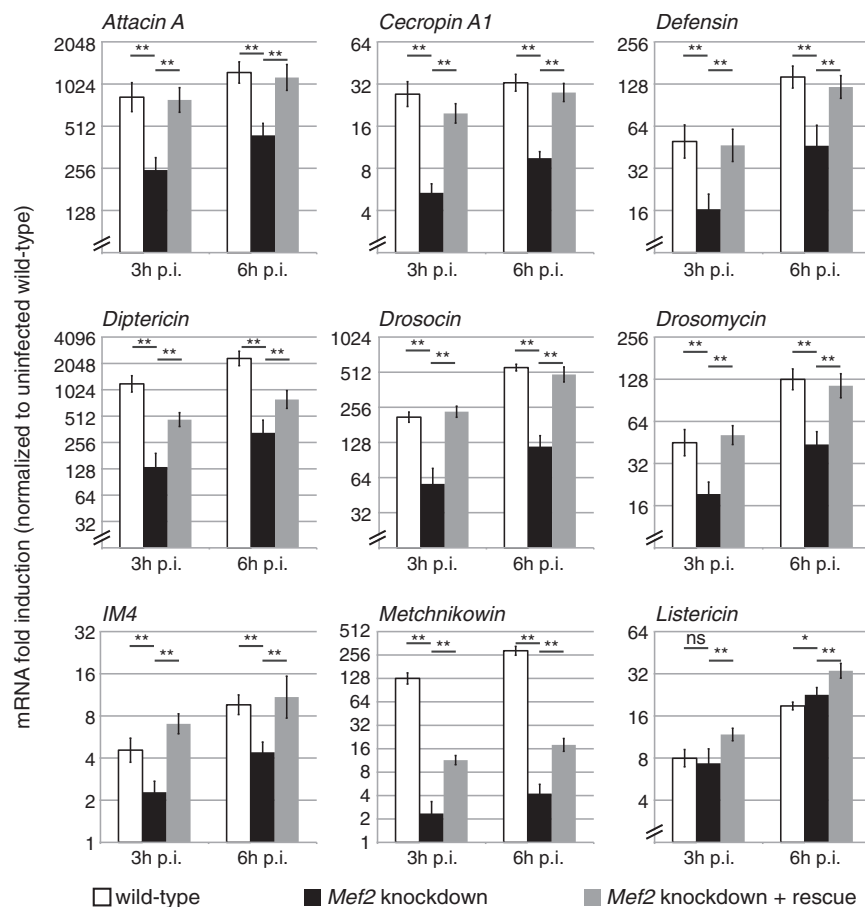 mRNA fold induction (normalized to uninfected wild-type)
Attacin A
2048
1024
512
256
128
** ** ** **
3h p.i. 6h p.i.
Cecropin A1
64
32
16
8
4
** ** ** **
3h p.i. 6h p.i.
Defensin
256
128
64
32
16
** ** ** **
3h p.i. 6h p.i.
Diptericin
4096
2048
1024
512
256
128
64
32
** ** ** **
3h p.i. 6h p.i.
Drosocin
1024
512
256
128
64
32
** ** ** **
3h p.i. 6h p.i.
Drosomycin
256
128
64
32
16
** ** ** **
3h p.i. 6h p.i.
IM4
32
16
8
4
2
1
** ** ** **
3h p.i. 6h p.i.
Metchnikowin
512
256
128
64
32
16
8
4
2
1
** ** ** **
3h p.i. 6h p.i.
Listericin
64
32
16
8
4
ns ** * **
3h p.i. 6h p.i.
wild-type Mef2 knockdown Mef2 knockdown + rescue